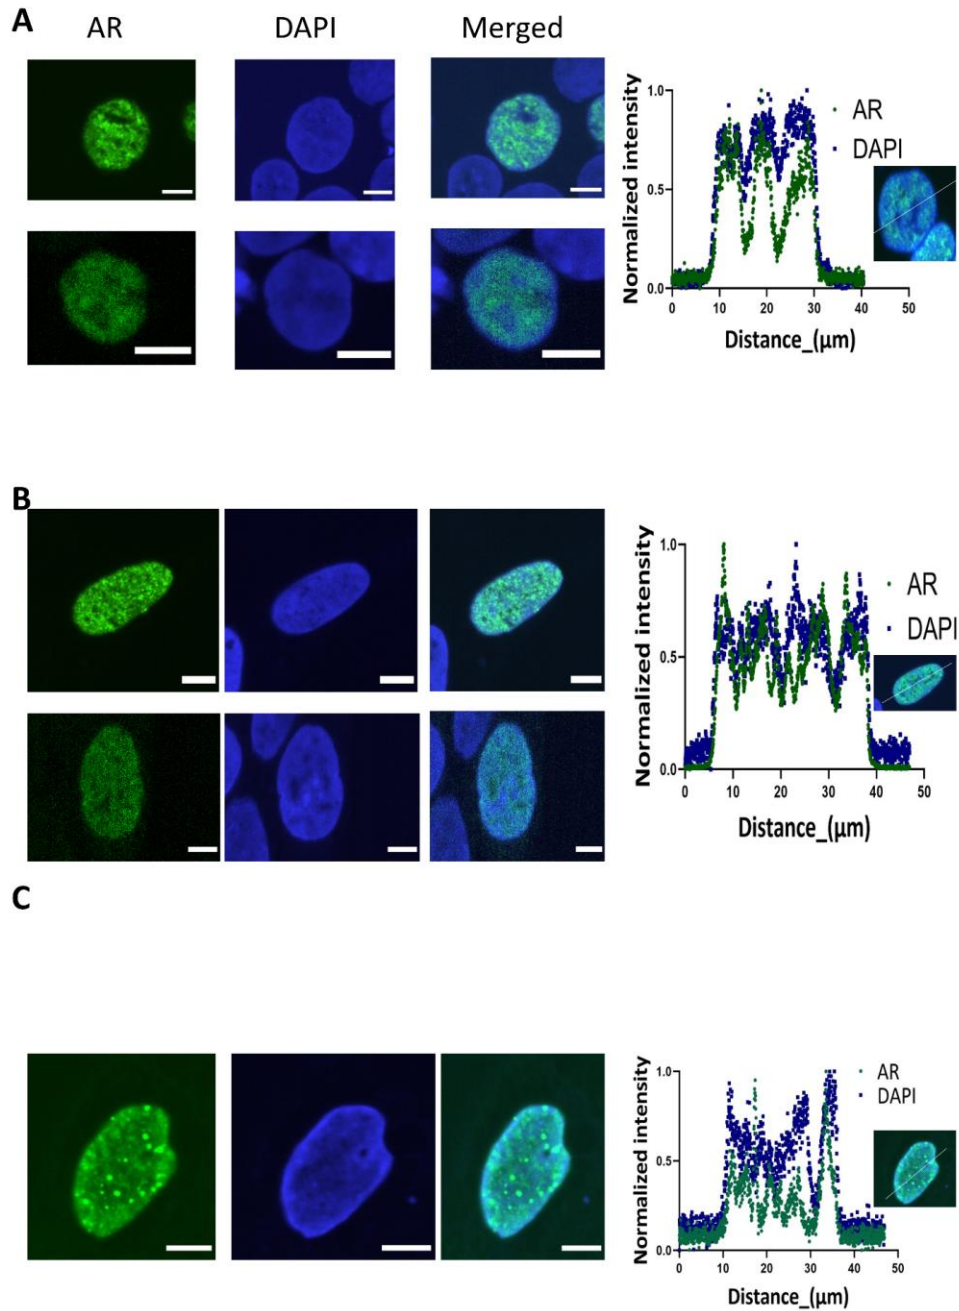 A
AR DAPI Merged
Normalized intensity
1.0
0.5
0.0
0 10 20 30 40 50
Distance_(μm)
AR
DAPI
B
Normalized intensity
1.0
0.5
0.0
0 10 20 30 40 50
Distance_(μm)
AR
DAPI
C
Normalized intensity
1.0
0.5
0.0
0 10 20 30 40 50
Distance_(μm)
AR
DAPI